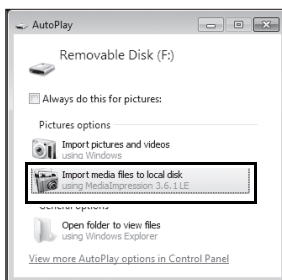 AutoPlay
Removable Disk (F:)
Always do this for pictures:
Pictures options
Import pictures and videos
using Windows
Import media files to local disk
using MediaImpression 3.6.1 LE
General options
Open folder to view files
using Windows Explorer
View more AutoPlay options in Control Panel